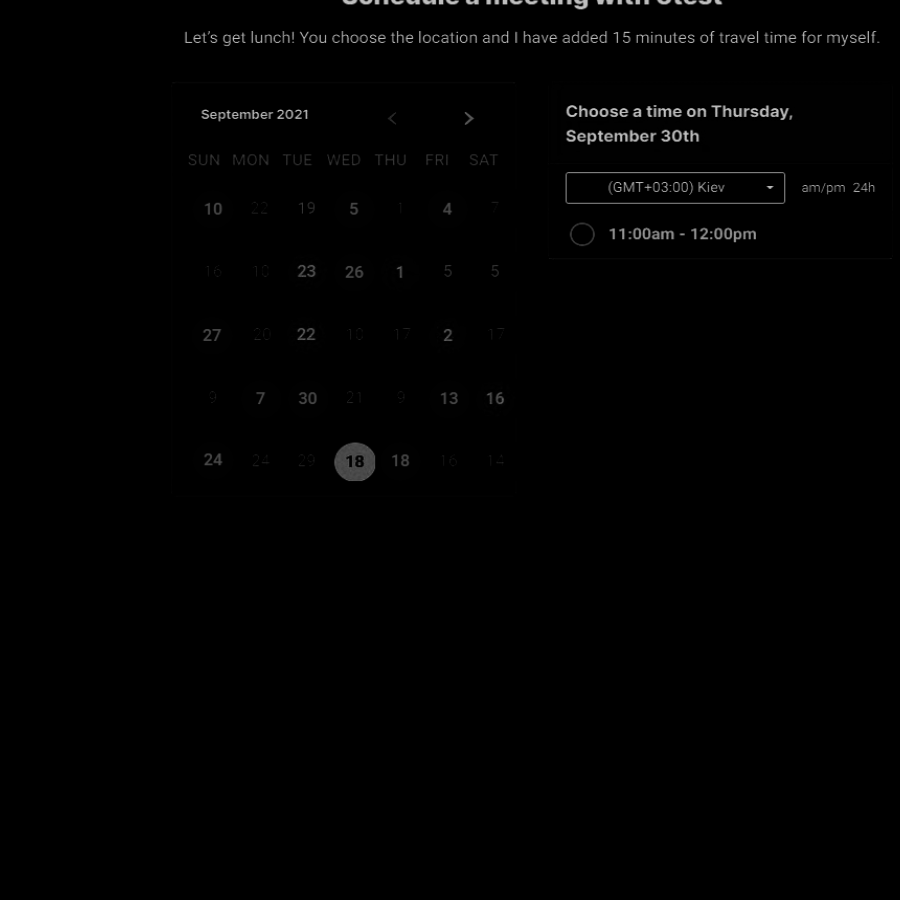 Schedule a meeting with Utest
Let's get lunch! You choose the location and I have added 15 minutes of travel time for myself.
September 2021
SUN MON TUE WED THU FRI SAT
10 22 19 5 1 4 7
16 10 23 26 1 5 5
27 20 22 10 17 2 17
9 7 30 21 9 13 16
24 24 29 18 18 16 14
Choose a time on Thursday,
September 30th
(GMT+03:00) Kiev am/pm 24h
11:00am - 12:00pm